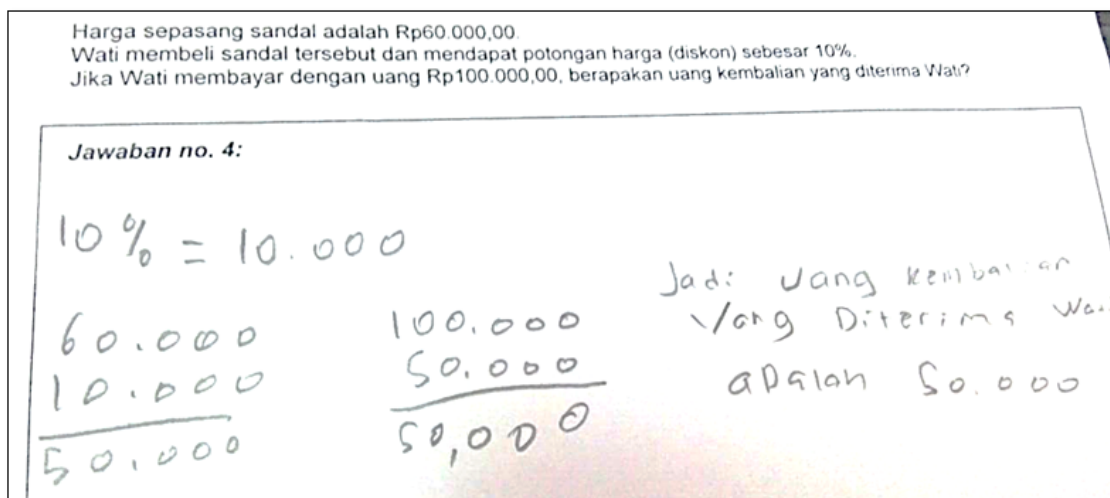 Harga sepasang sandal adalah Rp60.000,00.
Wati membeli sandal tersebut dan mendapat potongan harga (diskon) sebesar 10%.
Jika Wati membayar dengan uang Rp100.000,00, berapakan uang kembalian yang diterima Wati?
Jawaban no. 4:
10% = 10.000
60.000
10.000
50.000
100.000
50.000
50,000
Jadi uang kembalian
Yang Diterima
aDalah 50.000